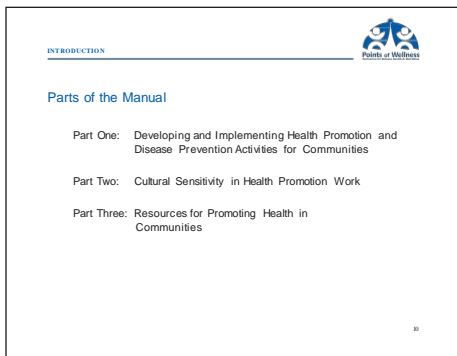 INTRODUCTION
Points of Wellness
Parts of the Manual
Part One: Developing and Implementing Health Promotion and
Disease Prevention Activities for Communities
Part Two: Cultural Sensitivity in Health Promotion Work
Part Three: Resources for Promoting Health in
Communities
10